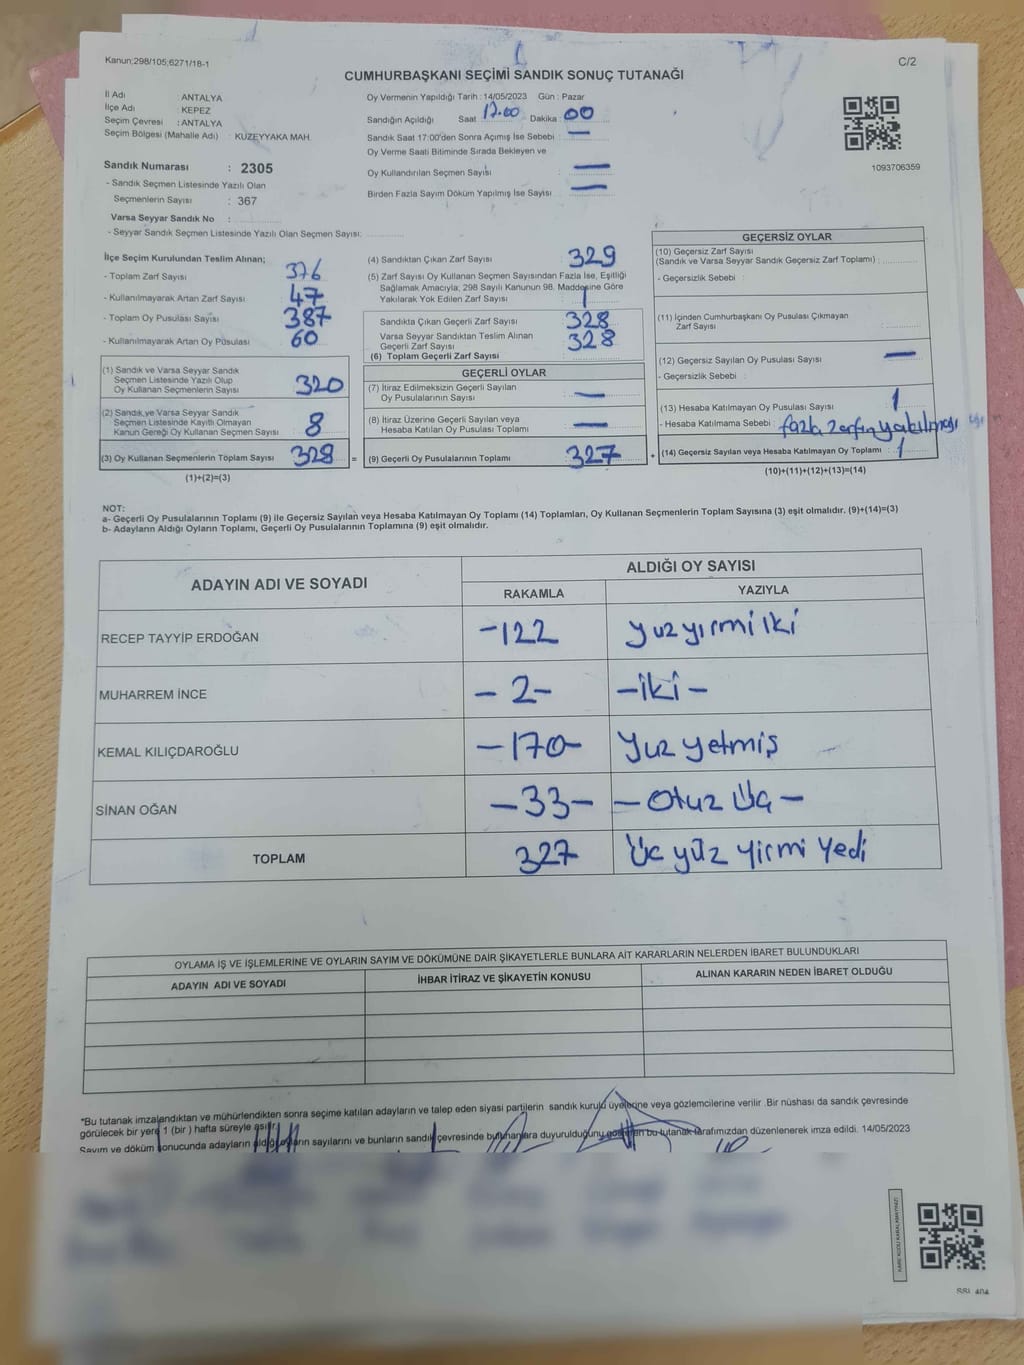 Kanun;298/105;6271/18-1
C/2
CUMHURBAŞKANI SEÇİMİ SANDIK SONUÇ TUTANAĞI
İl Adı : ANTALYA
İlçe Adı : KEPEZ
Seçim Çevresi : ANTALYA
Seçim Bölgesi (Mahalle Adı) : KUZEYYAKA MAH.
Oy Vermenin Yapıldığı Tarih : 14/05/2023 Gün : Pazar
Sandığın Açıldığı Saat 17.00 Dakika : 00
Sandık Saat 17:00'den Sonra Açımış İse Sebebi : —
Oy Verme Saati Bitiminde Sırada Bekleyen ve
Oy Kullandırılan Seçmen Sayısı : —
Birden Fazla Sayım Döküm Yapılmış İse Sayısı : —
1093706359
Sandık Numarası : 2305
- Sandık Seçmen Listesinde Yazılı Olan
Seçmenlerin Sayısı : 367
Varsa Seyyar Sandık No :
- Seyyar Sandık Seçmen Listesinde Yazılı Olan Seçmen Sayısı:
İlçe Seçim Kurulundan Teslim Alınan;
- Toplam Zarf Sayısı : 376
- Kullanılmayarak Artan Zarf Sayısı : 47
- Toplam Oy Pusulası Sayısı : 387
- Kullanılmayarak Artan Oy Pusulası : 60
(1) Sandık ve Varsa Seyyar Sandık
Seçmen Listesinde Yazılı Olup
Oy Kullanan Seçmenlerin Sayısı : 320
(2) Sandık ve Varsa Seyyar Sandık
Seçmen Listesinde Kayıtlı Olmayan
Kanun Gereği Oy Kullanan Seçmen Sayısı : 8
(3) Oy Kullanan Seçmenlerin Toplam Sayısı : 328 =
(1)+(2)=(3)
(4) Sandıktan Çıkan Zarf Sayısı : 329
(5) Zarf Sayısı Oy Kullanan Seçmen Sayısından Fazla İse, Eşitliği
Sağlamak Amacıyla; 298 Sayılı Kanunun 98. Maddesine Göre
Yakılarak Yok Edilen Zarf Sayısı : 1
Sandıkta Çıkan Geçerli Zarf Sayısı : 328
Varsa Seyyar Sandıktan Teslim Alınan
Geçerli Zarf Sayısı : 328
(6) Toplam Geçerli Zarf Sayısı
GEÇERLİ OYLAR
(7) İtiraz Edilmeksizin Geçerli Sayılan
Oy Pusulalarının Sayısı : —
(8) İtiraz Üzerine Geçerli Sayılan veya
Hesaba Katılan Oy Pusulası Toplamı : —
(9) Geçerli Oy Pusulalarının Toplamı : 327 +
GEÇERSİZ OYLAR
(10) Geçersiz Zarf Sayısı
(Sandık ve Varsa Seyyar Sandık Geçersiz Zarf Toplamı) :
- Geçersizlik Sebebi :
(11) İçinden Cumhurbaşkanı Oy Pusulası Çıkmayan
Zarf Sayısı :
(12) Geçersiz Sayılan Oy Pusulası Sayısı : —
- Geçersizlik Sebebi :
(13) Hesaba Katılmayan Oy Pusulası Sayısı : 1
- Hesaba Katılmama Sebebi : fazla zarfın yakılması
(14) Geçersiz Sayılan veya Hesaba Katılmayan Oy Toplamı : 1
(10)+(11)+(12)+(13)=(14)
NOT:
a- Geçerli Oy Pusulalarının Toplamı (9) ile Geçersiz Sayılan veya Hesaba Katılmayan Oy Toplamı (14) Toplamları, Oy Kullanan Seçmenlerin Toplam Sayısına (3) eşit olmalıdır. (9)+(14)=(3)
b- Adayların Aldığı Oyların Toplamı, Geçerli Oy Pusulalarının Toplamına (9) eşit olmalıdır.
ADAYIN ADI VE SOYADI
ALDIĞI OY SAYISI
RAKAMLA YAZIYLA
RECEP TAYYİP ERDOĞAN -122 yuz yırmi iki
MUHARREM İNCE - 2 - - iki -
KEMAL KILIÇDAROĞLU -170- yuz yetmiş
SİNAN OĞAN - 33 - - Otuz Üç -
TOPLAM 327 Üc yüz yirmi yedi
OYLAMA İŞ VE İŞLEMLERİNE VE OYLARIN SAYIM VE DÖKÜMÜNE DAİR ŞİKAYETLERLE BUNLARA AİT KARARLARIN NELERDEN İBARET BULUNDUKLARI
ADAYIN ADI VE SOYADI İHBAR İTİRAZ VE ŞİKAYETİN KONUSU ALINAN KARARIN NEDEN İBARET OLDUĞU
*Bu tutanak imzalandıktan ve mühürlendikten sonra seçime katılan adayların ve talep eden siyasi partilerin sandık kurulu üyelerine veya gözlemcilerine verilir .Bir nüshası da sandık çevresinde
görülecek bir yere 1 (bir ) hafta süreyle asılır.
Sayım ve döküm sonucunda adayların aldığı oyların sayılarını ve bunların sandık çevresinde bulunanlara duyurulduğunu gösteren bu tutanak tarafımızdan düzenlenerek imza edildi. 14/05/2023